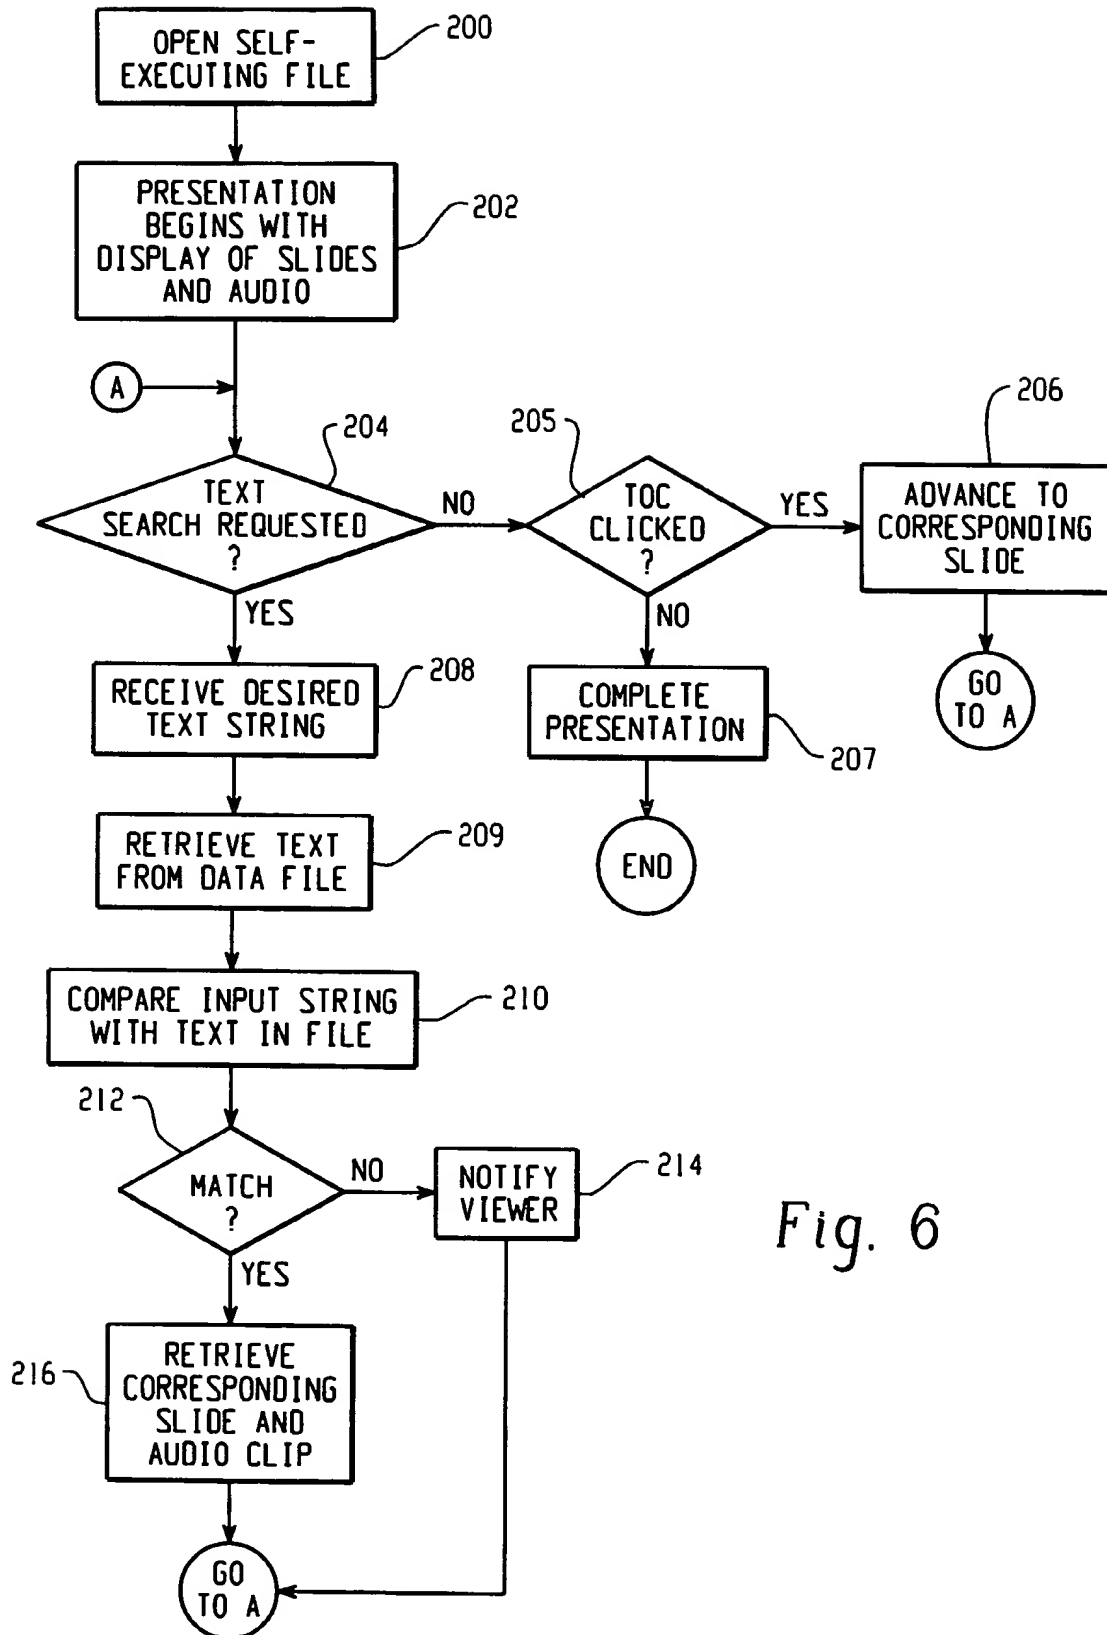 OPEN SELF-
EXECUTING FILE
200
PRESENTATION
BEGINS WITH
DISPLAY OF SLIDES
AND AUDIO
202
A
204
TEXT
SEARCH REQUESTED
?
NO
YES
205
TOC
CLICKED
?
YES
NO
206
ADVANCE TO
CORRESPONDING
SLIDE
GO
TO A
COMPLETE
PRESENTATION
207
END
RECEIVE DESIRED
TEXT STRING
208
RETRIEVE TEXT
FROM DATA FILE
209
COMPARE INPUT STRING
WITH TEXT IN FILE
210
212
MATCH
?
NO
YES
NOTIFY
VIEWER
214
216
RETRIEVE
CORRESPONDING
SLIDE AND
AUDIO CLIP
GO
TO A
Fig. 6